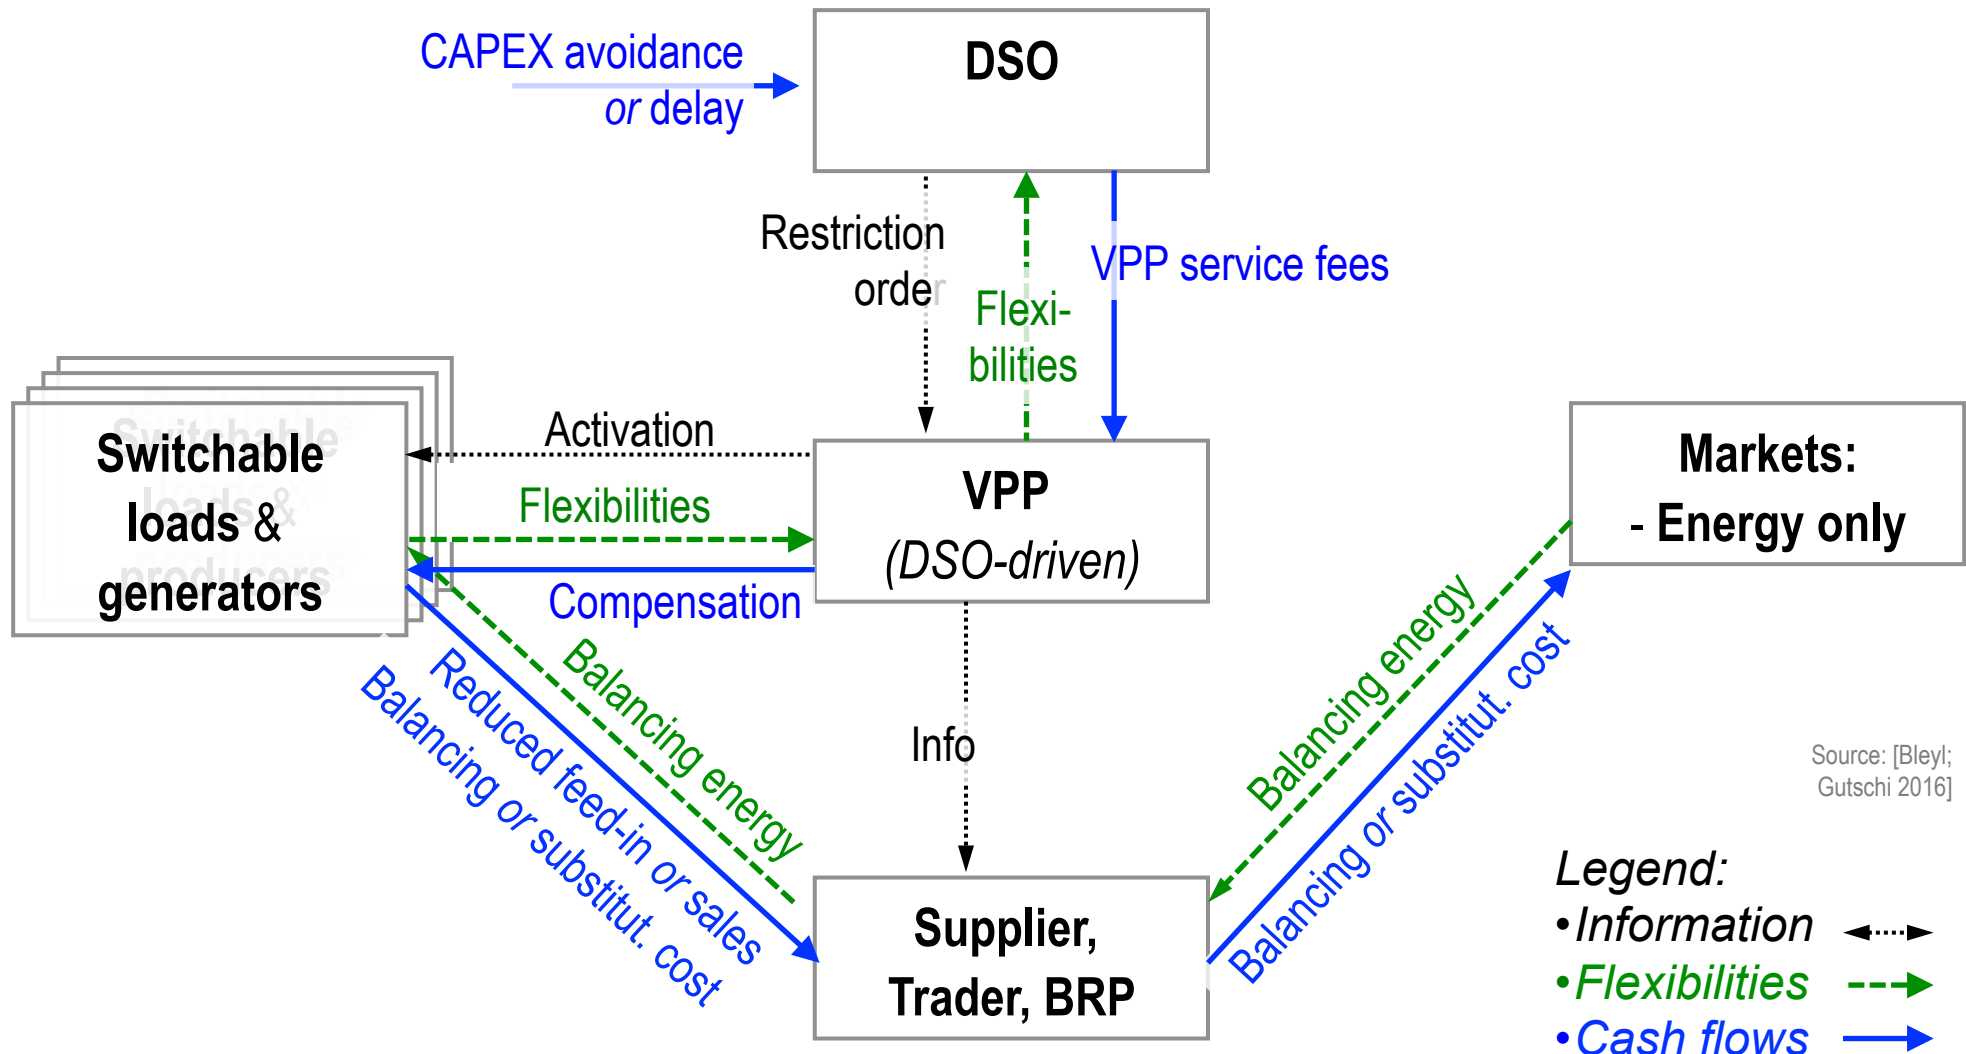 CAPEX avoidance
or delay
DSO
Restriction
order
Flexi-
bilities
VPP service fees
Switchable
loads &
generators
Activation
Flexibilities
Compensation
VPP
(DSO-driven)
Markets:
- Energy only
Balancing energy
Reduced feed-in or sales
Balancing or substitut. cost
Info
Balancing energy
Balancing or substitut. cost
Supplier,
Trader, BRP
Source: [Bleyl;
Gutschi 2016]
Legend:
•Information
•Flexibilities
•Cash flows